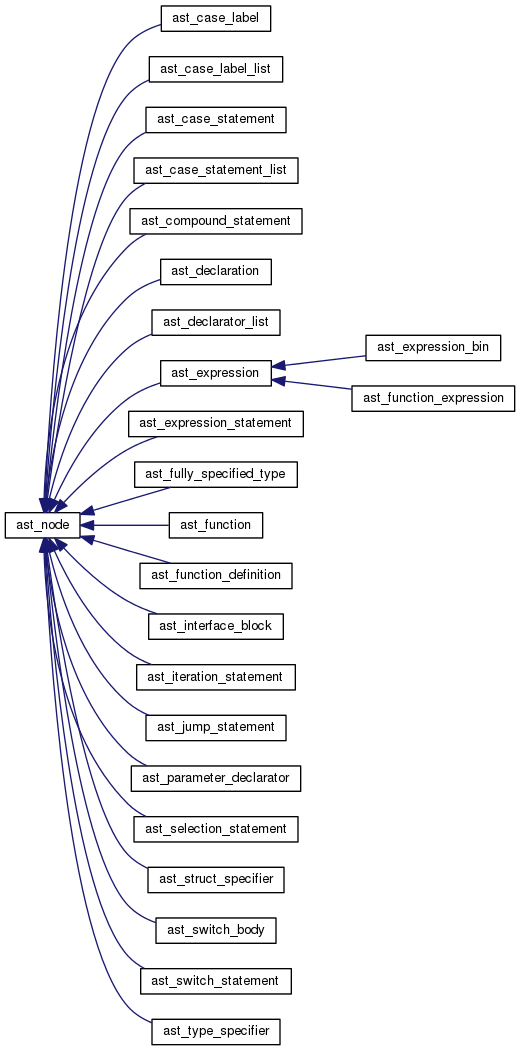 ast_case_label
ast_case_label_list
ast_case_statement
ast_case_statement_list
ast_compound_statement
ast_declaration
ast_declarator_list
ast_expression
ast_expression_bin
ast_function_expression
ast_expression_statement
ast_fully_specified_type
ast_node
ast_function
ast_function_definition
ast_interface_block
ast_iteration_statement
ast_jump_statement
ast_parameter_declarator
ast_selection_statement
ast_struct_specifier
ast_switch_body
ast_switch_statement
ast_type_specifier